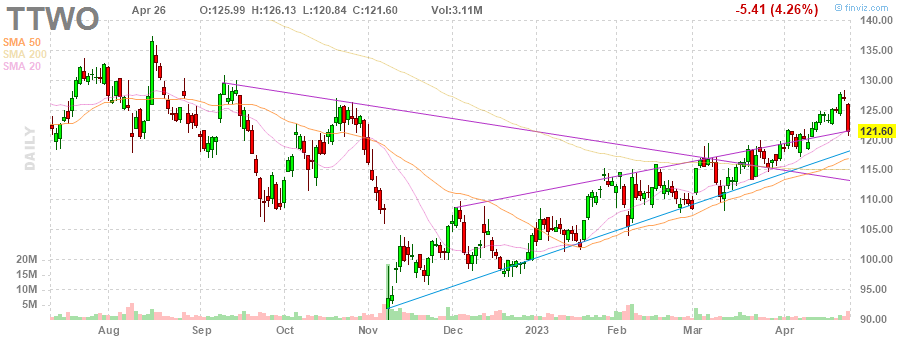 TTWO
Apr 26 O:125.99 H:126.13 L:120.84 C:121.60 Vol:3.11M
-5.41 (4.26%)
© finviz.com
SMA 50
SMA 200
SMA 20
DAILY
140.00
135.00
130.00
125.00
121.60
120.00
115.00
110.00
105.00
100.00
95.00
90.00
20M
15M
10M
5M
Aug Sep Oct Nov Dec 2023 Feb Mar Apr